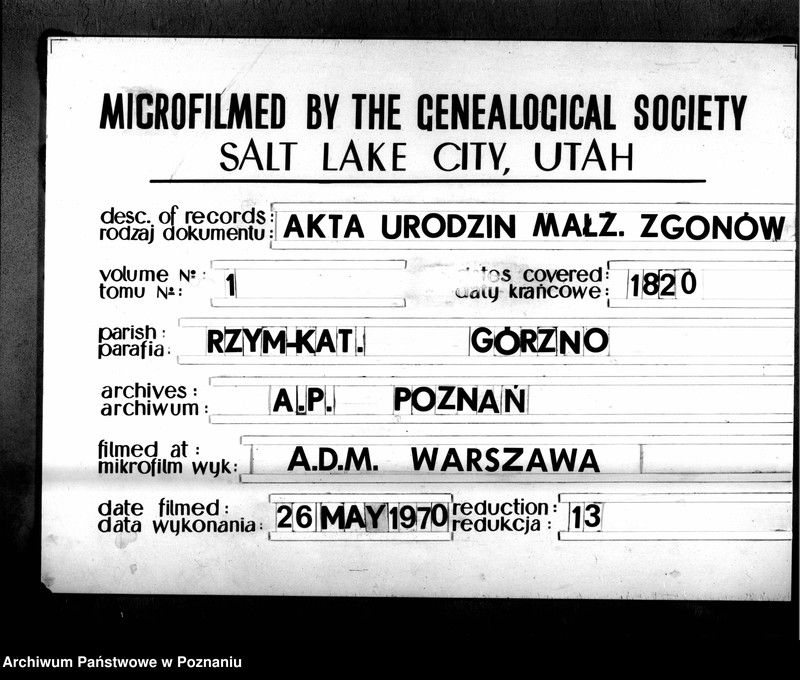 MICROFILMED BY THE GENEALOGICAL SOCIETY
SALT LAKE CITY, UTAH
desc. of records:
rodzaj dokumentu: AKTA URODZIN MAŁŻ. ZGONÓW
volume №: dates covered:
tomu №: 1 daty krańcowe: 1820
parish:
parafia: RZYM-KAT. GÓRZNO
archives:
archiwum: A.P. POZNAŃ
filmed at:
mikrofilm wyk: A.D.M. WARSZAWA
date filmed: reduction:
data wykonania: 26 MAY 1970 redukcja: 13
Archiwum Państwowe w Poznaniu